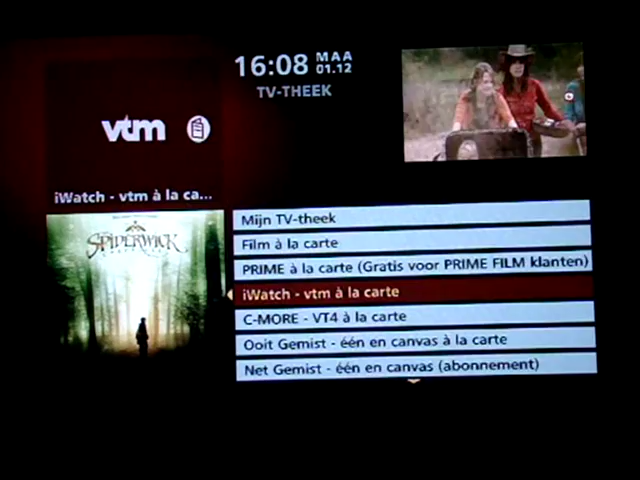 16:08 MAA 01.12
TV-THEEK
vtm
iWatch - vtm à la ca...
SPIDERWICK
Mijn TV-theek
Film à la carte
PRIME à la carte (Gratis voor PRIME FILM klanten)
iWatch - vtm à la carte
C-MORE - VT4 à la carte
Ooit Gemist - één en canvas à la carte
Net Gemist - één en canvas (abonnement)